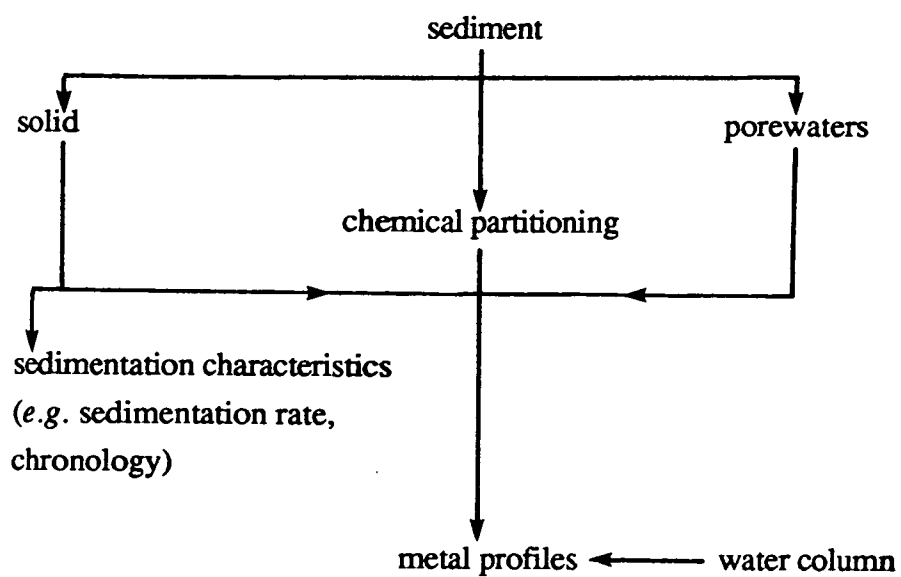 sediment
solid
porewaters
chemical partitioning
sedimentation characteristics
(e.g. sedimentation rate,
chronology)
metal profiles
water column